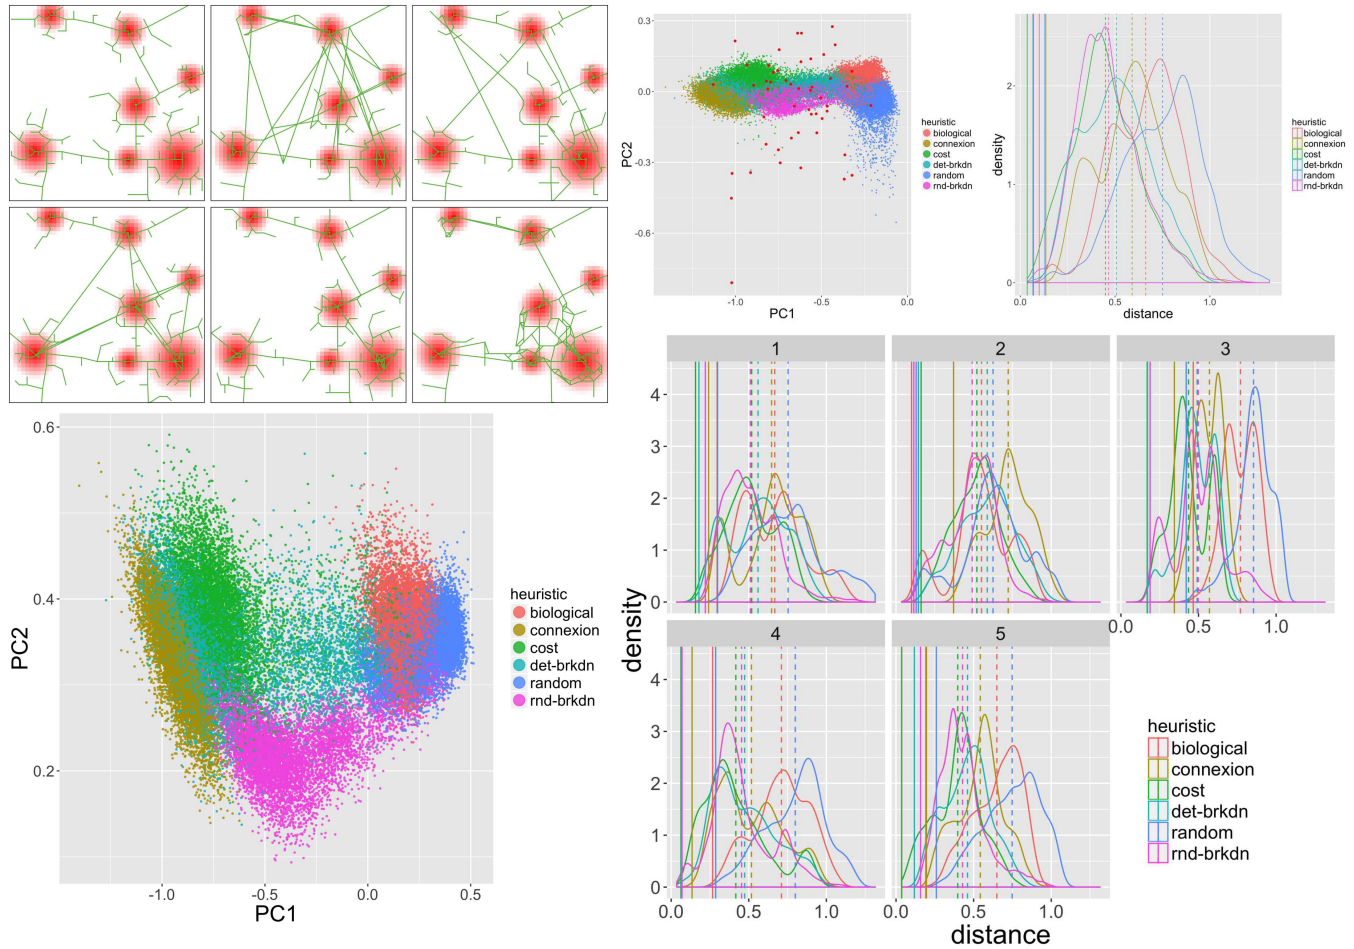 0.3
0.0
-0.3
-0.6
PC2
-1.0
-0.5
0.0
PC1
heuristic
biological
connexion
cost
det-brkdn
random
rnd-brkdn
2
1
0
density
0.0
0.5
1.0
distance
heuristic
biological
connexion
cost
det-brkdn
random
rnd-brkdn
0.6
0.4
0.2
PC2
-1.0
-0.5
0.0
0.5
PC1
heuristic
biological
connexion
cost
det-brkdn
random
rnd-brkdn
1
2
3
4
3
2
1
0
density
4
5
4
3
2
1
0
0.0
0.5
1.0
0.0
0.5
1.0
0.0
0.5
1.0
distance
heuristic
biological
connexion
cost
det-brkdn
random
rnd-brkdn